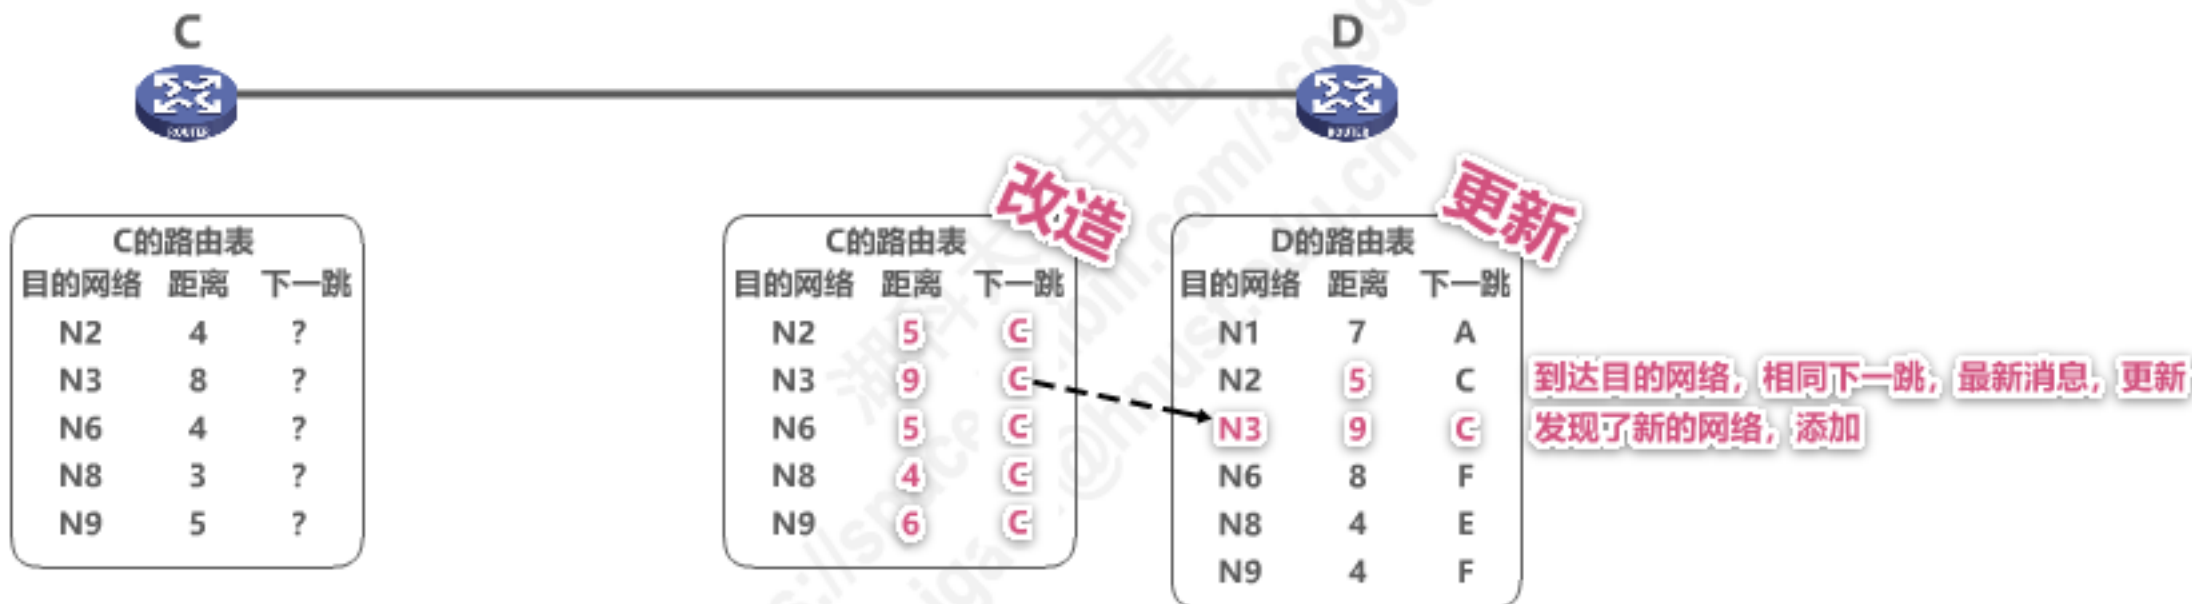 C
D
ROUTER
ROUTER
改造
更新
C的路由表
目的网络 距离 下一跳
N2 4 ?
N3 8 ?
N6 4 ?
N8 3 ?
N9 5 ?
C的路由表
目的网络 距离 下一跳
N2 5 C
N3 9 C
N6 5 C
N8 4 C
N9 6 C
D的路由表
目的网络 距离 下一跳
N1 7 A
N2 5 C
N3 9 C
N6 8 F
N8 4 E
N9 4 F
到达目的网络，相同下一跳，最新消息，更新
发现了新的网络，添加